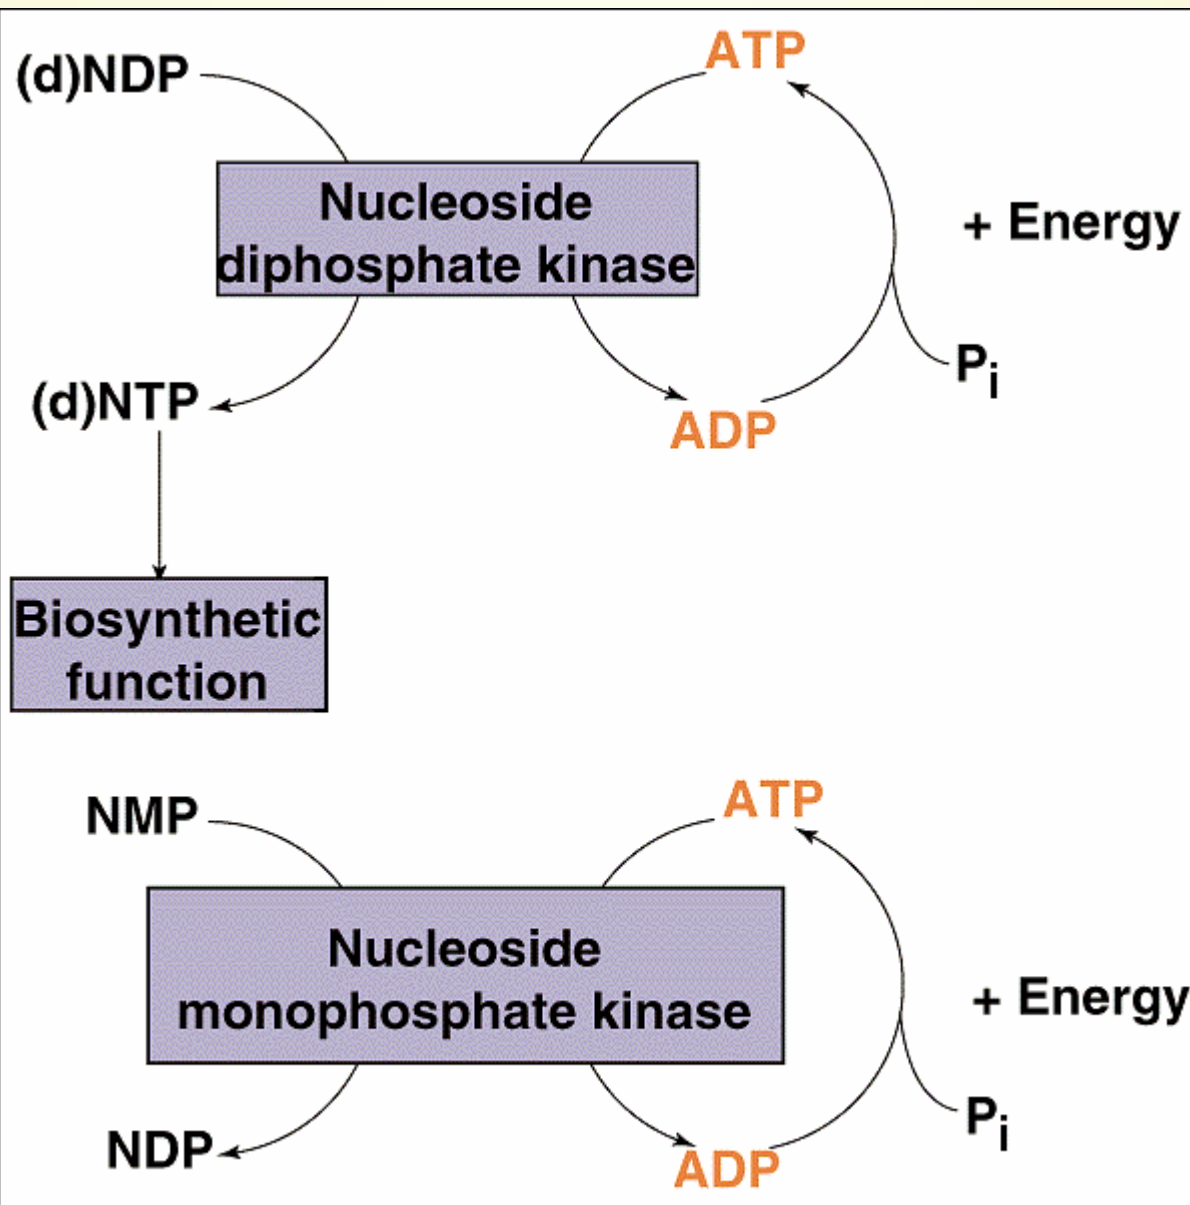 (d)NDP
ATP
Nucleoside
diphosphate kinase
+ Energy
Pi
(d)NTP
ADP
Biosynthetic
function
NMP
ATP
Nucleoside
monophosphate kinase
+ Energy
Pi
NDP
ADP